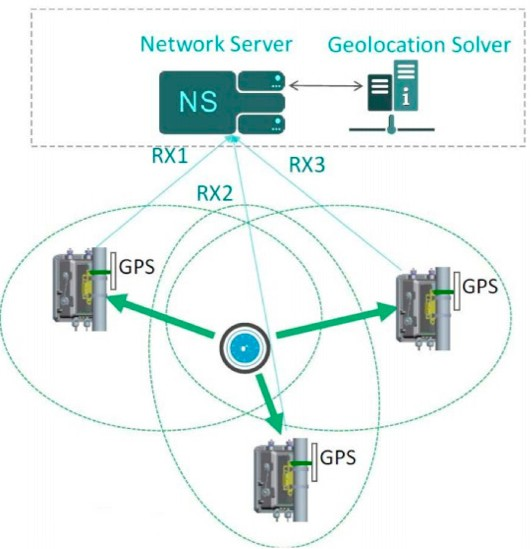 Network Server
Geolocation Solver
NS
i
RX1
RX3
RX2
GPS
GPS
GPS